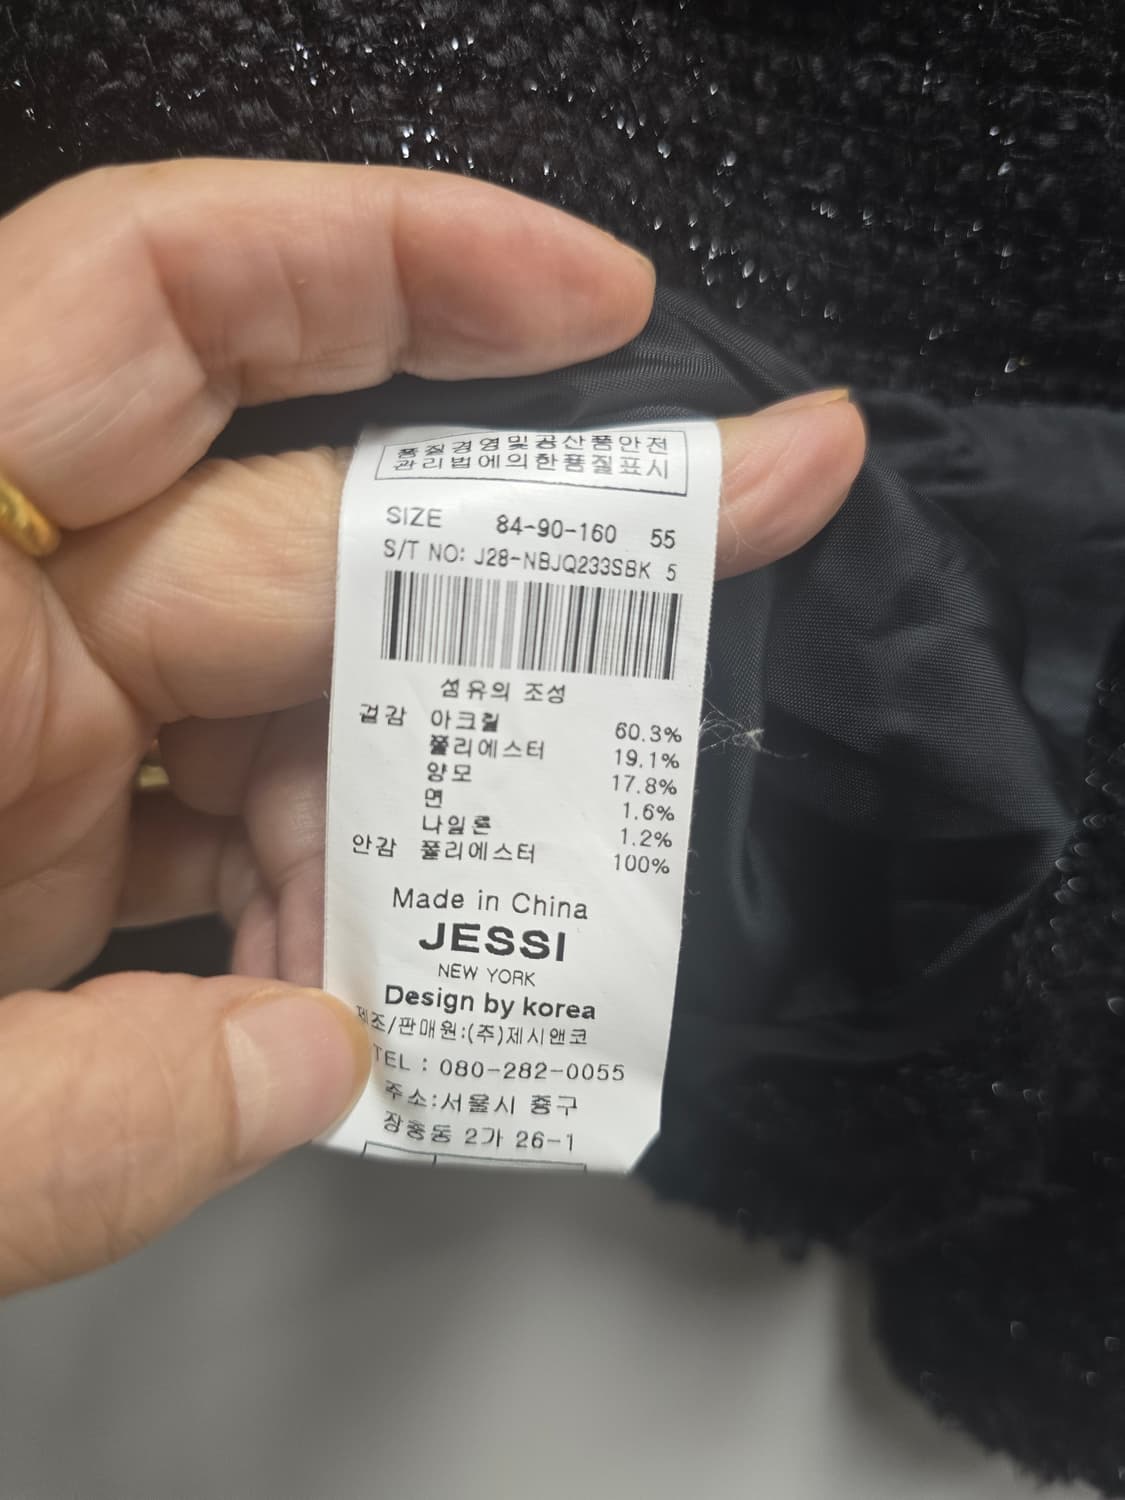 품질경영및공산품안전
관리법에의한품질표시
SIZE 84-90-160 55
S/T NO: J28-NBJQ233SBK 5
섬유의 조성
겉감 아크릴 60.3%
폴리에스터 19.1%
양모 17.8%
면 1.6%
나일론 1.2%
안감 폴리에스터 100%
Made in China
JESSI
NEW YORK
Design by korea
제조/판매원:(주)제시앤코
TEL : 080-282-0055
주소:서울시 중구
장충동 2가 26-1